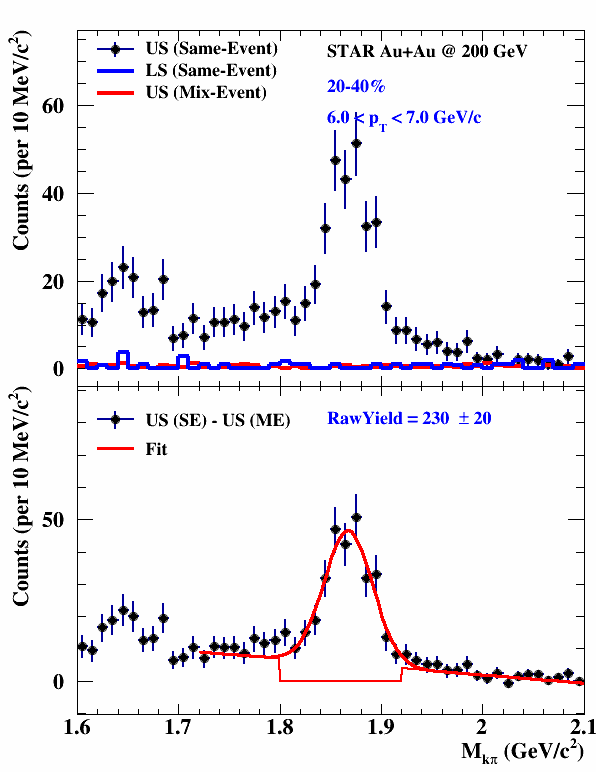 US (Same-Event)
LS (Same-Event)
US (Mix-Event)
STAR Au+Au @ 200 GeV
20-40%
6.0 < p_T < 7.0 GeV/c
Counts (per 10 MeV/c²)
60
40
20
0
US (SE) - US (ME)
Fit
RawYield = 230 ± 20
Counts (per 10 MeV/c²)
50
0
1.6 1.7 1.8 1.9 2 2.1
M_kπ (GeV/c²)